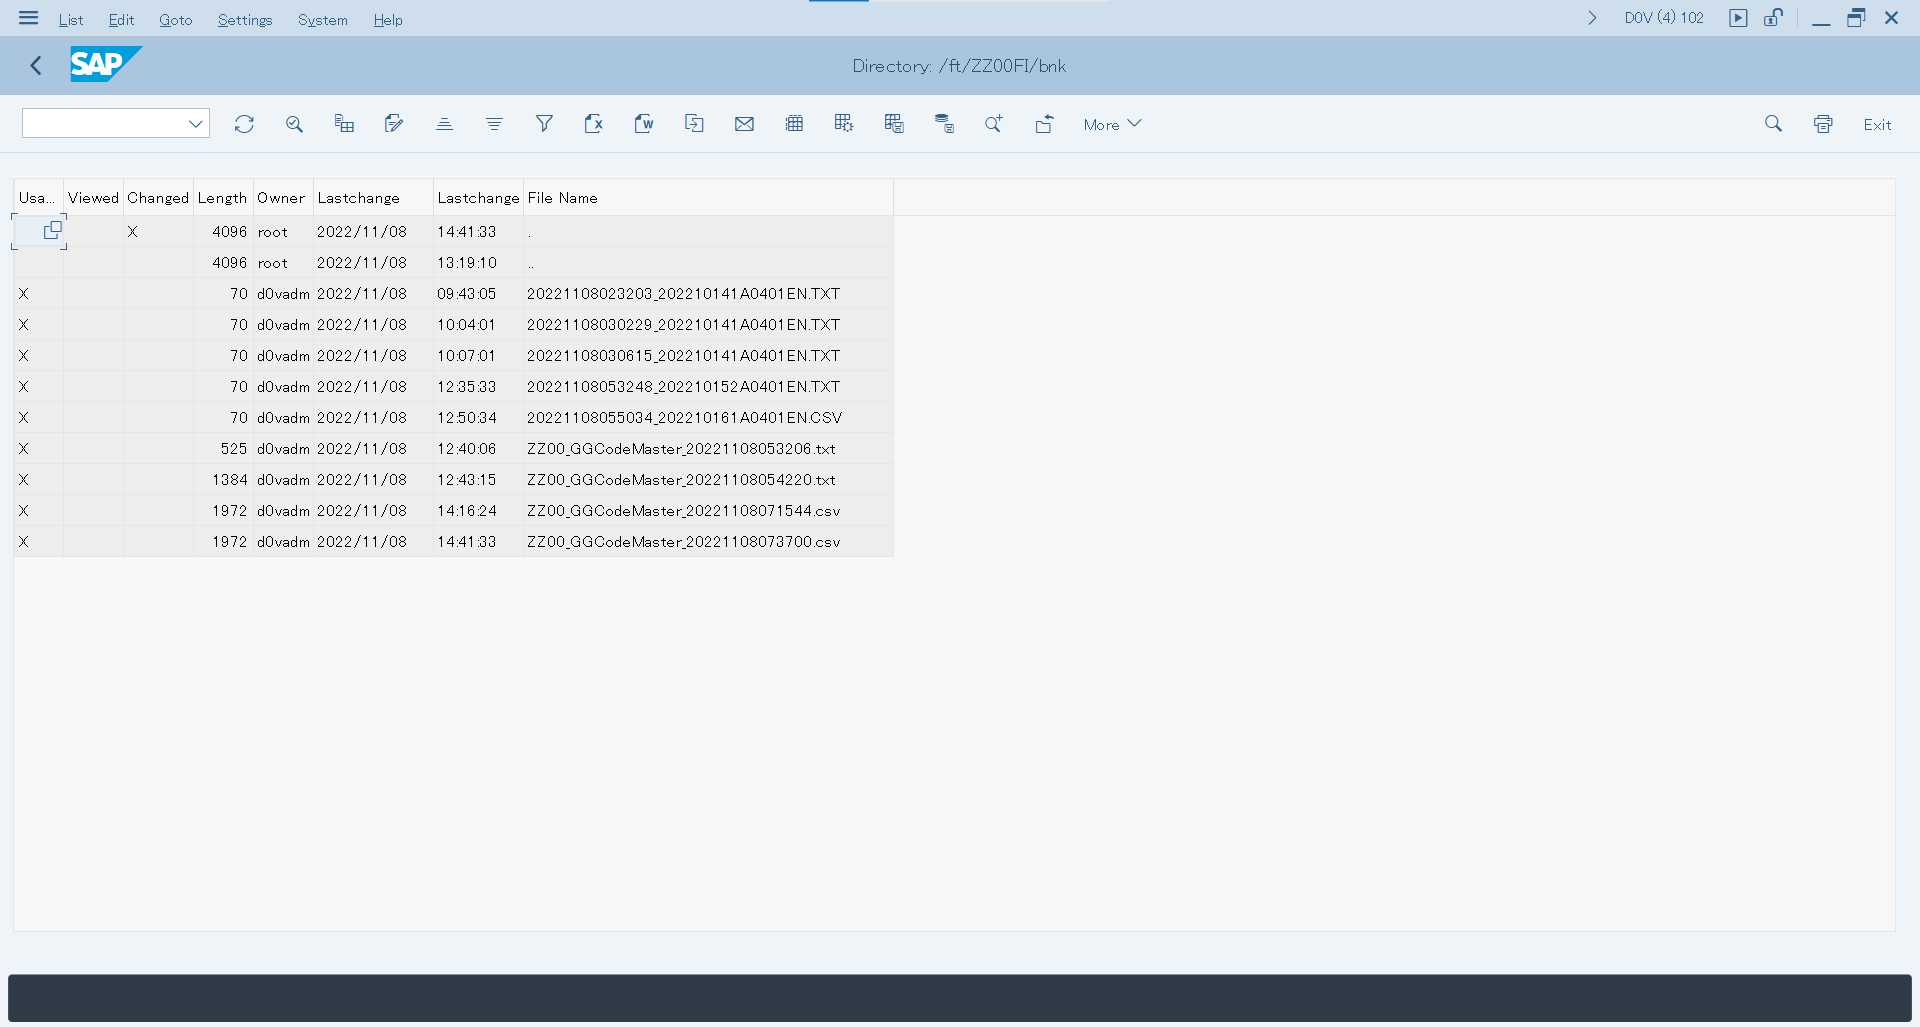 List Edit Goto Settings System Help D0V (4) 102
SAP Directory: /ft/ZZ00FI/bnk
More Exit
Usa... Viewed Changed Length Owner Lastchange Lastchange File Name
X 4096 root 2022/11/08 14:41:33 .
4096 root 2022/11/08 13:19:10 ..
X 70 d0vadm 2022/11/08 09:43:05 20221108023203_202210141A0401EN.TXT
X 70 d0vadm 2022/11/08 10:04:01 20221108030229_202210141A0401EN.TXT
X 70 d0vadm 2022/11/08 10:07:01 20221108030615_202210141A0401EN.TXT
X 70 d0vadm 2022/11/08 12:35:33 20221108053248_202210152A0401EN.TXT
X 70 d0vadm 2022/11/08 12:50:34 20221108055034_202210161A0401EN.CSV
X 525 d0vadm 2022/11/08 12:40:06 ZZ00_GGCodeMaster_20221108053206.txt
X 1384 d0vadm 2022/11/08 12:43:15 ZZ00_GGCodeMaster_20221108054220.txt
X 1972 d0vadm 2022/11/08 14:16:24 ZZ00_GGCodeMaster_20221108071544.csv
X 1972 d0vadm 2022/11/08 14:41:33 ZZ00_GGCodeMaster_20221108073700.csv